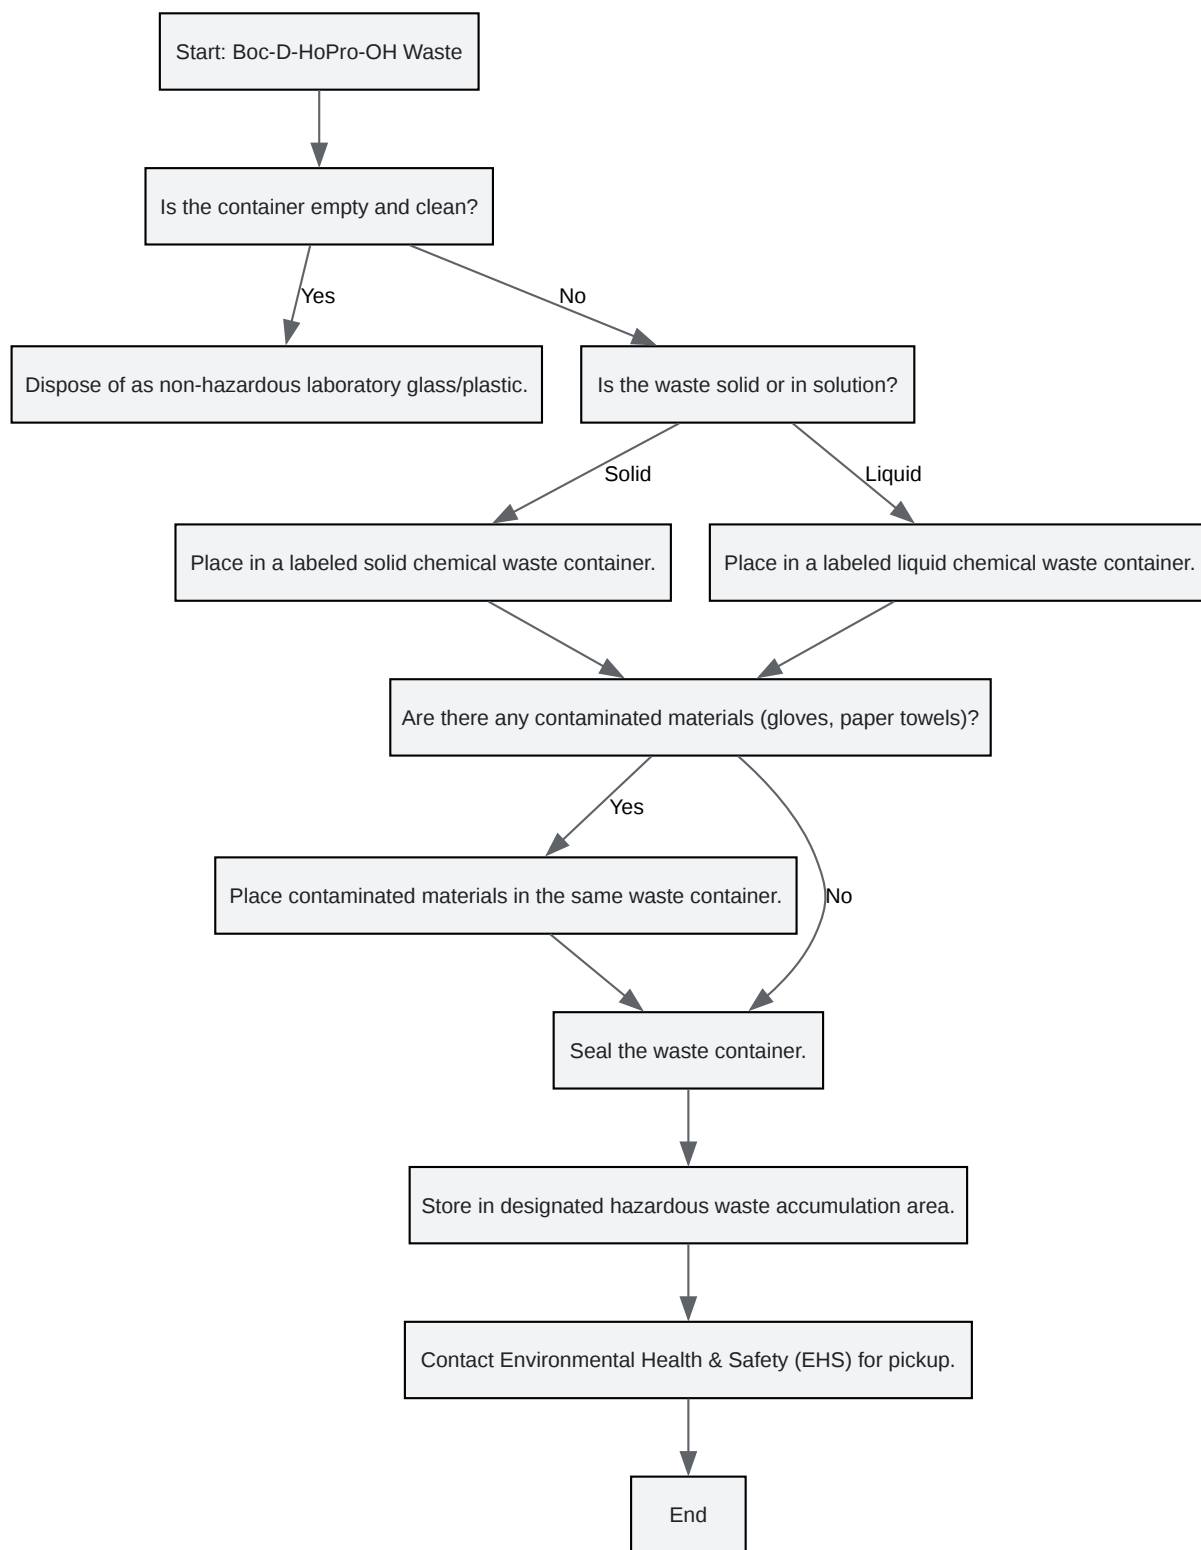 Start: Boc-D-HoPro-OH Waste
Is the container empty and clean?
Yes
No
Dispose of as non-hazardous laboratory glass/plastic.
Is the waste solid or in solution?
Solid
Liquid
Place in a labeled solid chemical waste container.
Place in a labeled liquid chemical waste container.
Are there any contaminated materials (gloves, paper towels)?
Yes
Place contaminated materials in the same waste container.
No
Seal the waste container.
Store in designated hazardous waste accumulation area.
Contact Environmental Health & Safety (EHS) for pickup.
End